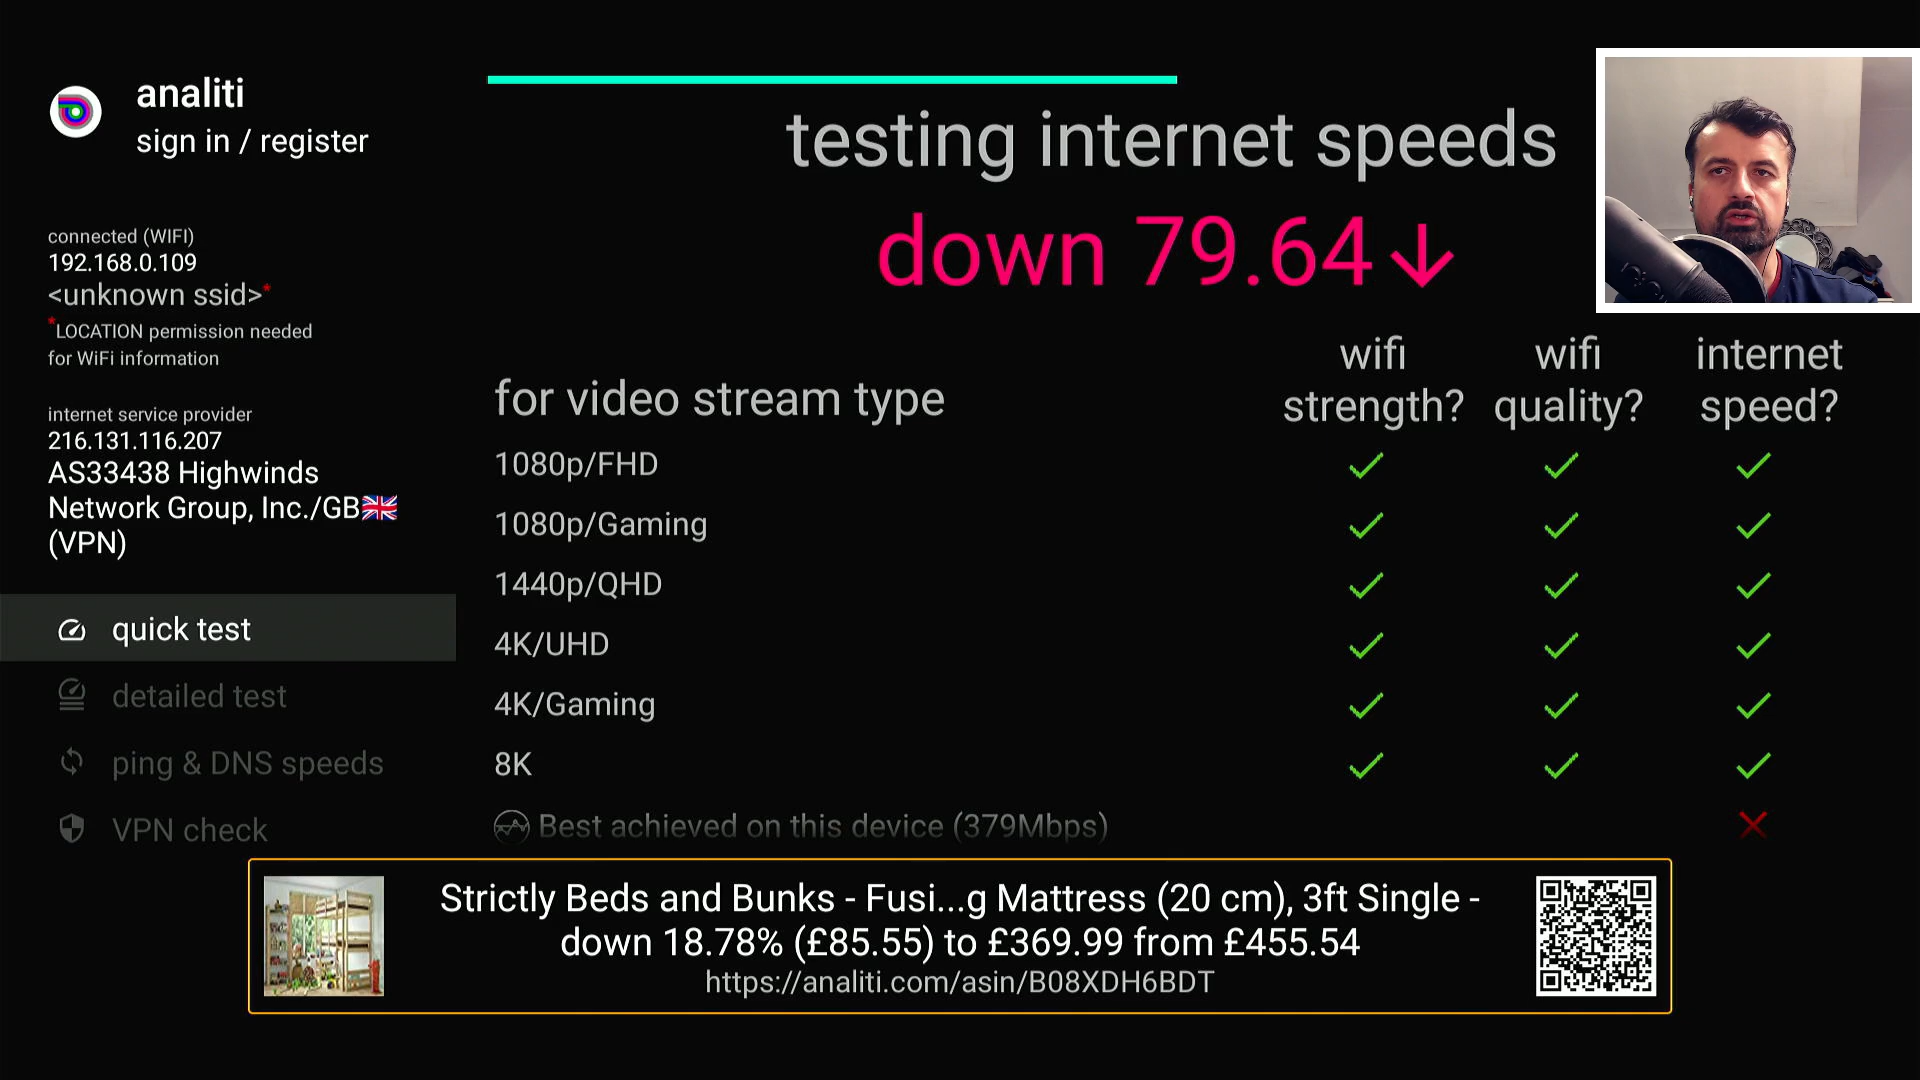 analiti
sign in / register
connected (WIFI)
192.168.0.109
<unknown ssid>*
*LOCATION permission needed
for WiFi information
internet service provider
216.131.116.207
AS33438 Highwinds
Network Group, Inc./GB🇬🇧
(VPN)
quick test
detailed test
ping & DNS speeds
VPN check
testing internet speeds
down 79.64↓
for video stream type
wifi
strength?
wifi
quality?
internet
speed?
1080p/FHD
1080p/Gaming
1440p/QHD
4K/UHD
4K/Gaming
8K
Best achieved on this device (379Mbps)
Strictly Beds and Bunks - Fusi...g Mattress (20 cm), 3ft Single -
down 18.78% (£85.55) to £369.99 from £455.54
https://analiti.com/asin/B08XDH6BDT